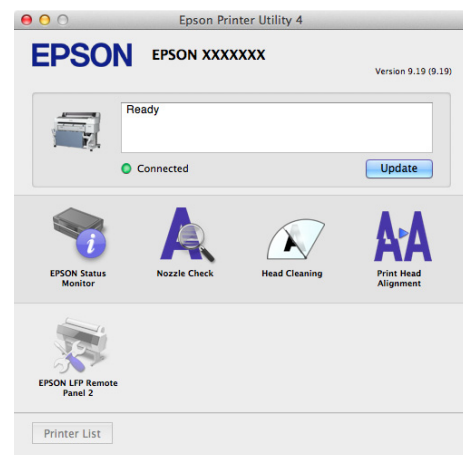 Epson Printer Utility 4
EPSON
EPSON XXXXXXX
Version 9.19 (9.19)
Ready
Connected
Update
EPSON Status
Monitor
Nozzle Check
Head Cleaning
Print Head
Alignment
EPSON LFP Remote
Panel 2
Printer List